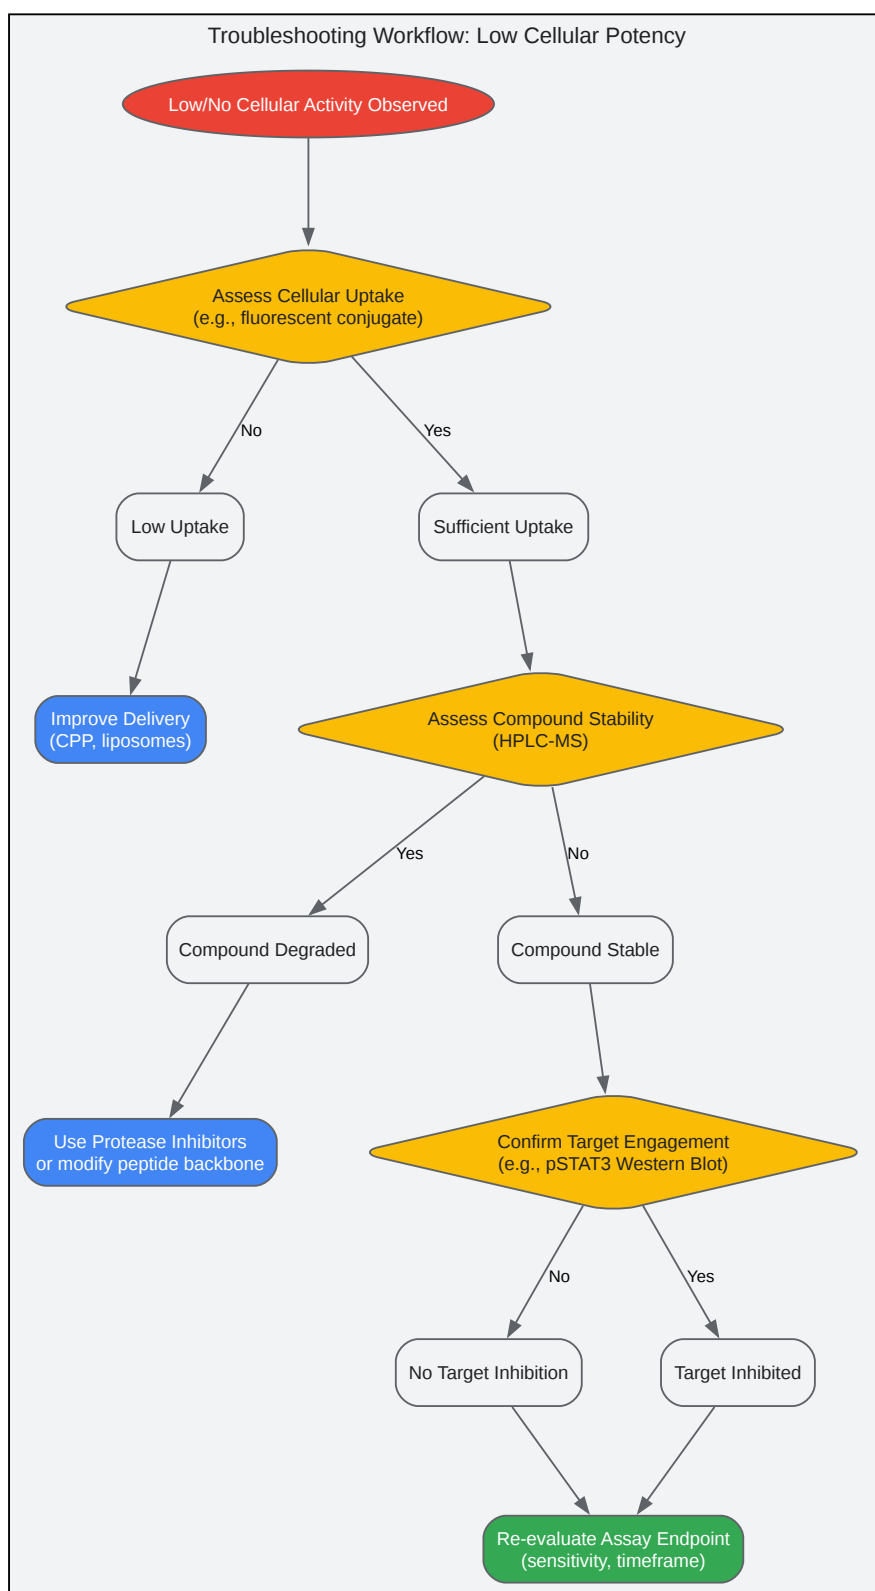 Troubleshooting Workflow: Low Cellular Potency
Low/No Cellular Activity Observed
Assess Cellular Uptake
(e.g., fluorescent conjugate)
No
Yes
Low Uptake
Sufficient Uptake
Improve Delivery
(CPP, liposomes)
Assess Compound Stability
(HPLC-MS)
Yes
No
Compound Degraded
Compound Stable
Use Protease Inhibitors
or modify peptide backbone
Confirm Target Engagement
(e.g., pSTAT3 Western Blot)
No
Yes
No Target Inhibition
Target Inhibited
Re-evaluate Assay Endpoint
(sensitivity, timeframe)